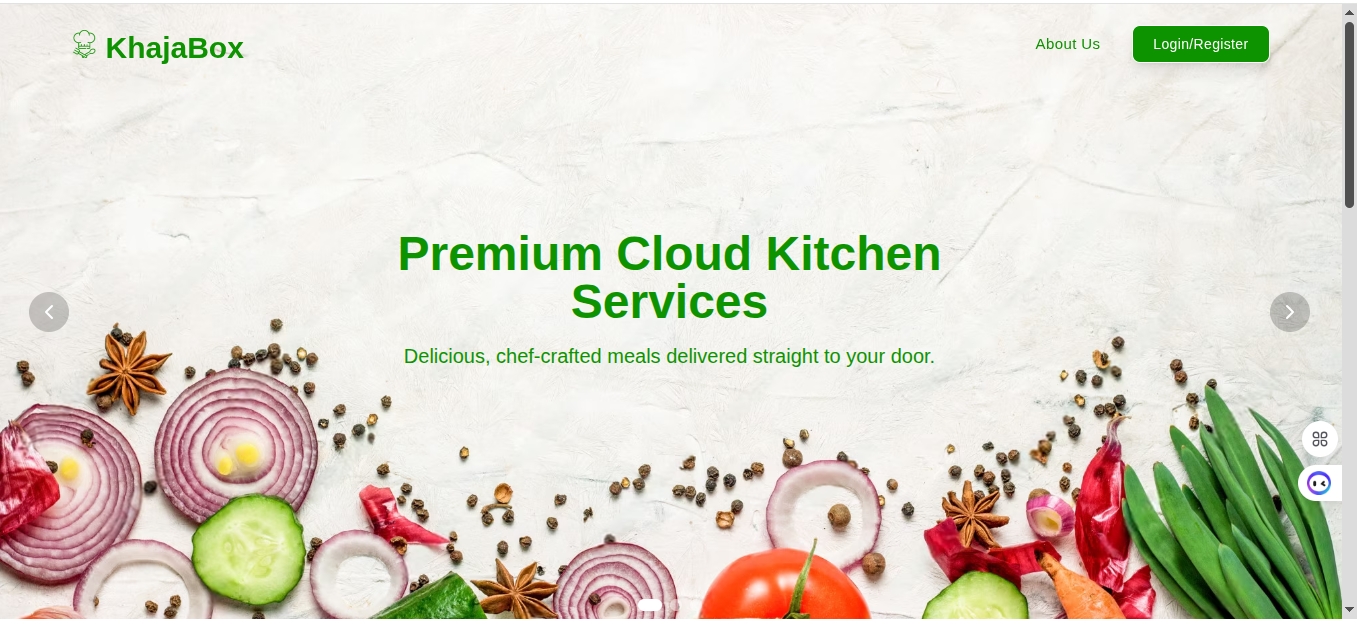 KhajaBox
About Us
Login/Register
Premium Cloud Kitchen
Services
Delicious, chef-crafted meals delivered straight to your door.